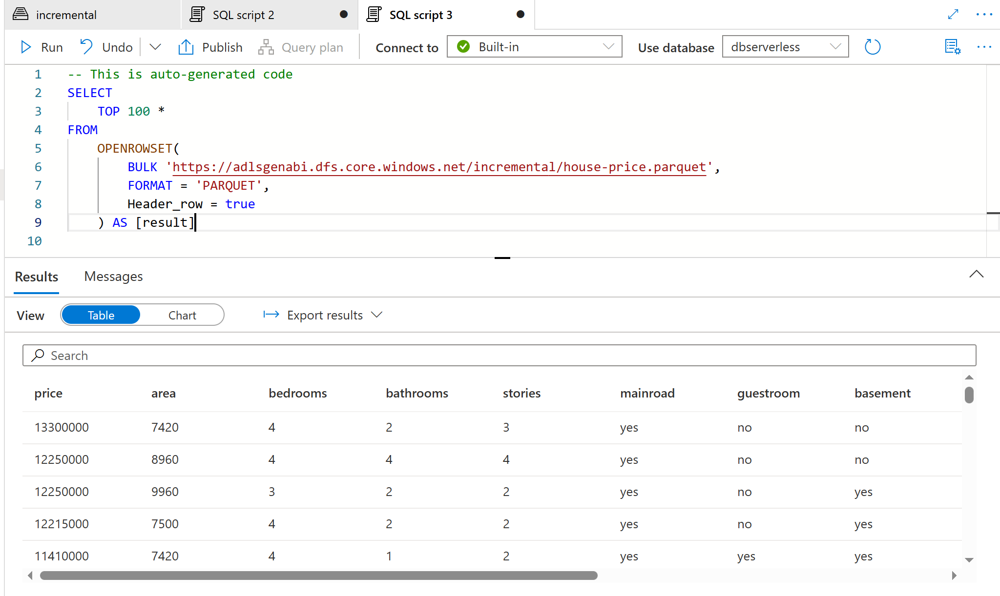 incremental SQL script 2 SQL script 3
Run Undo Publish Query plan Connect to Built-in Use database dbserverless
1 -- This is auto-generated code
2 SELECT
3 TOP 100 *
4 FROM
5 OPENROWSET(
6 BULK 'https://adlsgenabi.dfs.core.windows.net/incremental/house-price.parquet',
7 FORMAT = 'PARQUET',
8 Header_row = true
9 ) AS [result]
10
Results Messages
View Table Chart Export results
Search
price area bedrooms bathrooms stories mainroad guestroom basement
13300000 7420 4 2 3 yes no no
12250000 8960 4 4 4 yes no no
12250000 9960 3 2 2 yes no yes
12215000 7500 4 2 2 yes no yes
11410000 7420 4 1 2 yes yes yes